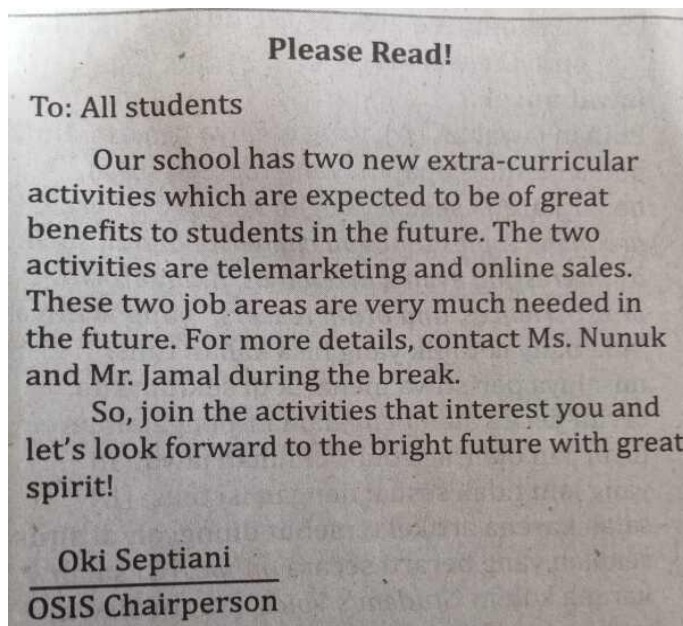 Please Read!
To: All students
Our school has two new extra-curricular
activities which are expected to be of great
benefits to students in the future. The two
activities are telemarketing and online sales.
These two job areas are very much needed in
the future. For more details, contact Ms. Nunuk
and Mr. Jamal during the break.
So, join the activities that interest you and
let's look forward to the bright future with great
spirit!
Oki Septiani
OSIS Chairperson